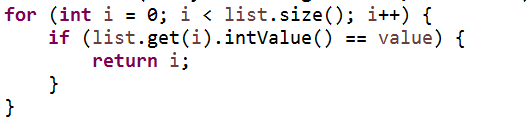 for (int i = 0; i < list.size(); i++) {
    if (list.get(i).intValue() == value) {
        return i;
    }
}